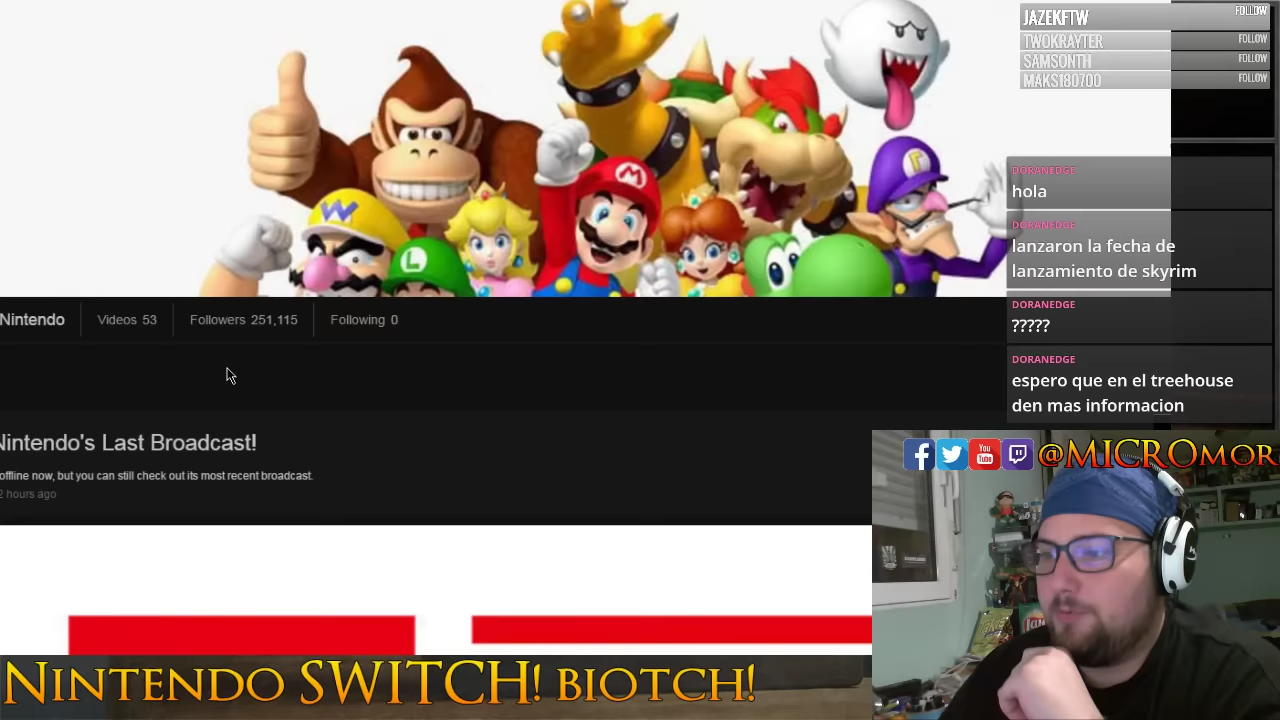 JAZEKFTW FOLLOW
TWOKRAYTER FOLLOW
SAMSONTH FOLLOW
MAKS180700 FOLLOW
DORANEDGE
hola
DORANEDGE
lanzaron la fecha de
lanzamiento de skyrim
DORANEDGE
?????
DORANEDGE
espero que en el treehouse
den mas informacion
Nintendo Videos 53 Followers 251,115 Following 0
Nintendo's Last Broadcast!
offline now, but you can still check out its most recent broadcast.
2 hours ago
You Tube @MICROmor
NINTENDO SWITCH! BIOTCH!